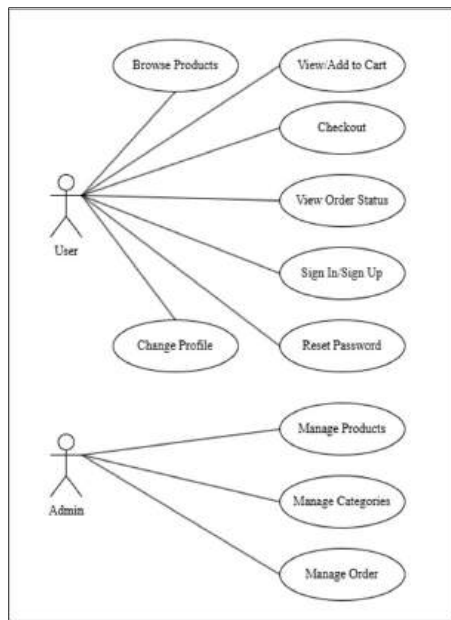 Browse Products
View/Add to Cart
Checkout
View Order Status
User
Sign In/Sign Up
Change Profile
Reset Password
Manage Products
Manage Categories
Admin
Manage Order